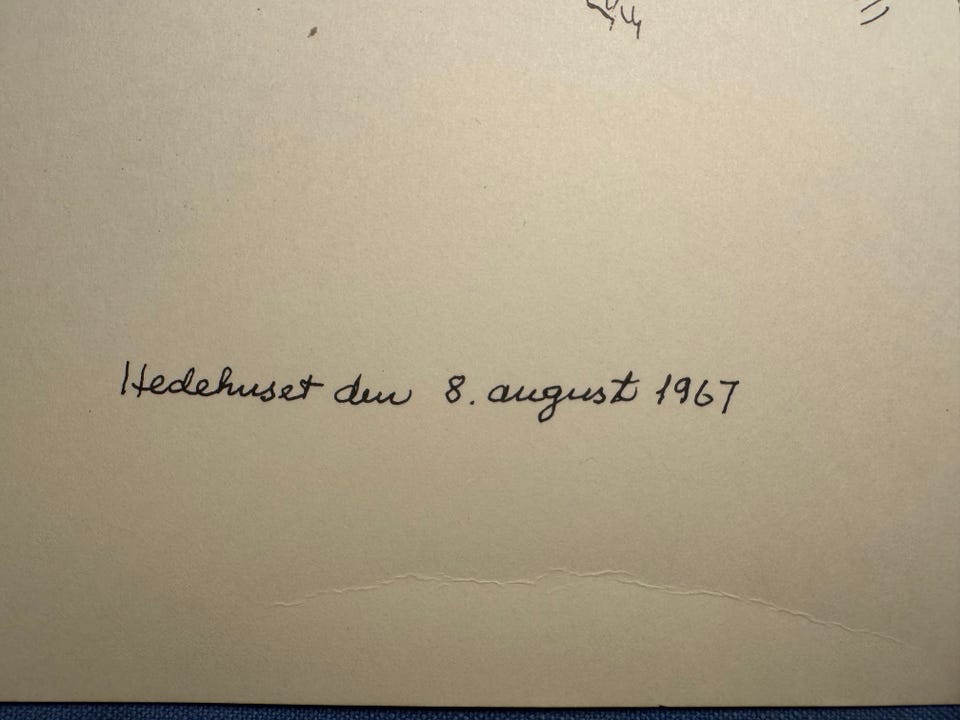 Hedehuset den 8. august 1967